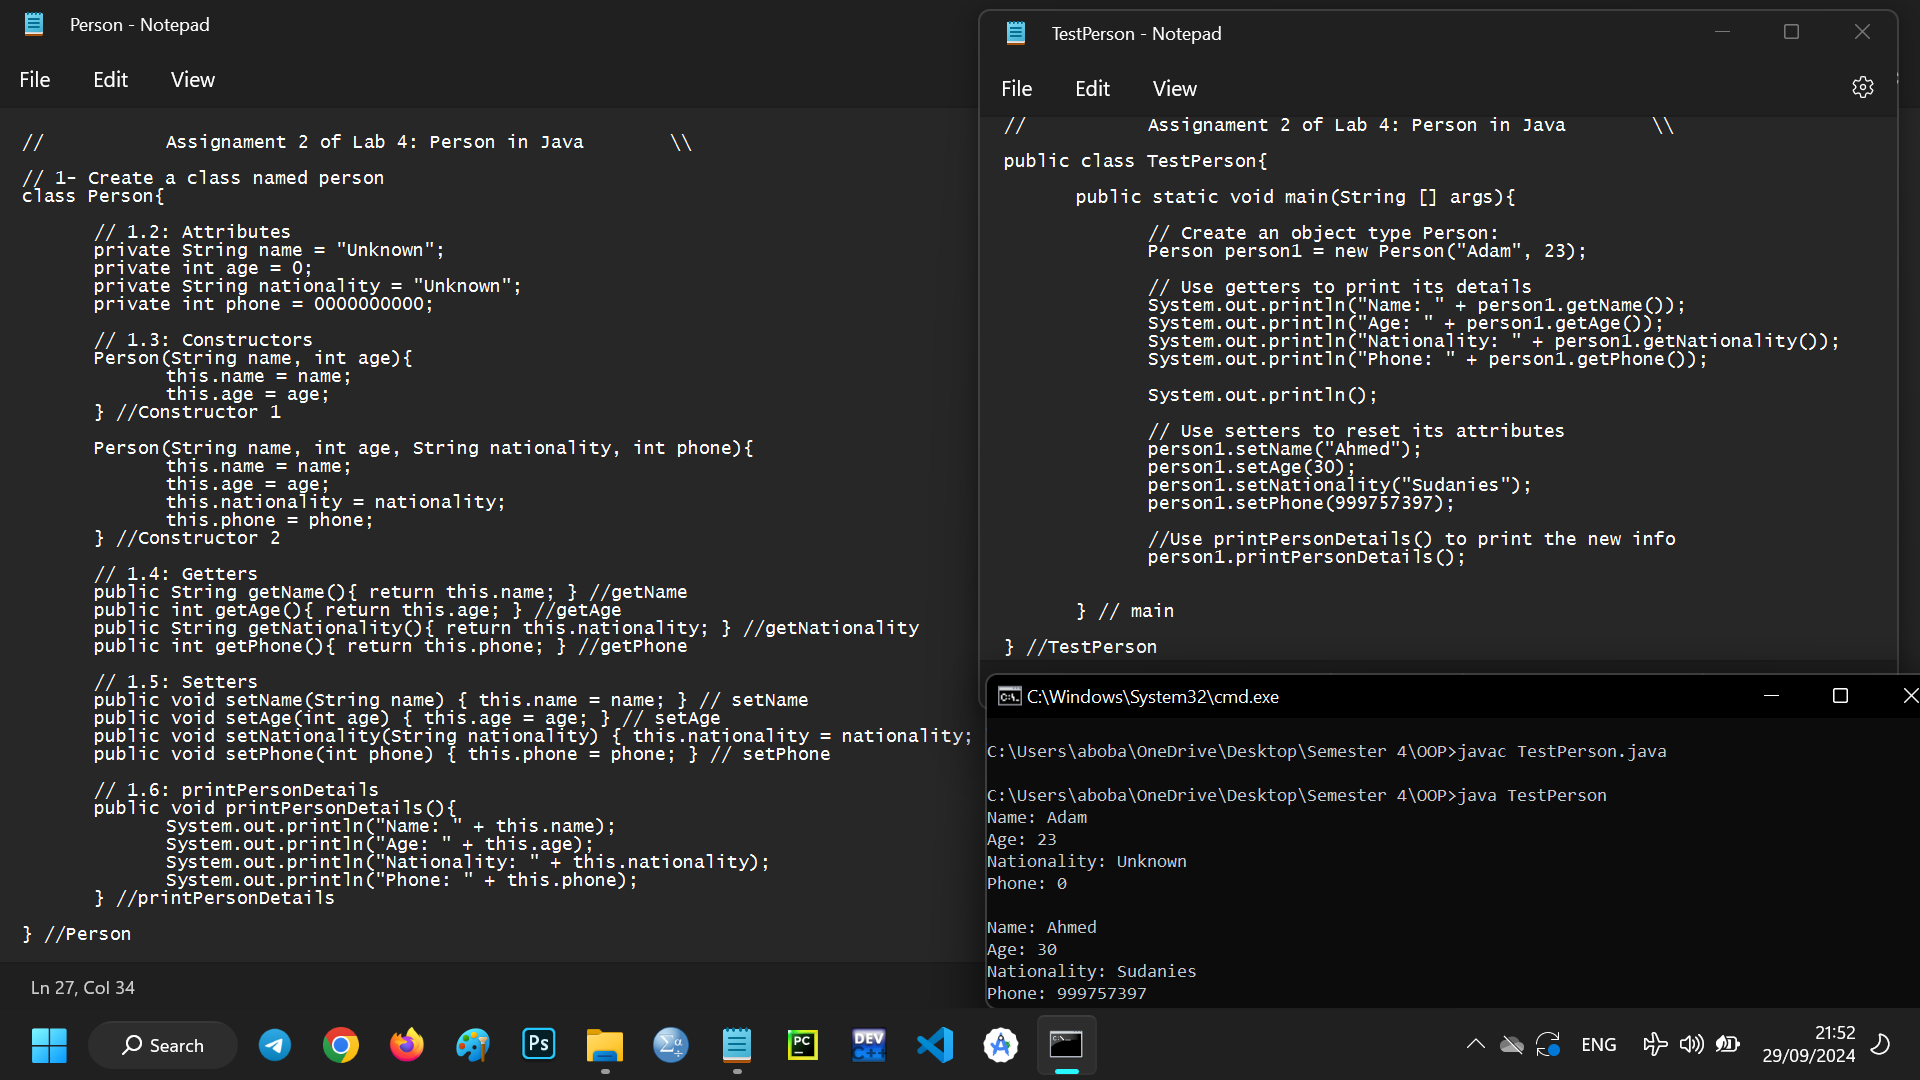 Person - Notepad
File Edit View
// Assignament 2 of Lab 4: Person in Java \\
// 1- Create a class named person
class Person{
// 1.2: Attributes
private String name = "Unknown";
private int age = 0;
private String nationality = "Unknown";
private int phone = 0000000000;
// 1.3: Constructors
Person(String name, int age){
this.name = name;
this.age = age;
} //Constructor 1
Person(String name, int age, String nationality, int phone){
this.name = name;
this.age = age;
this.nationality = nationality;
this.phone = phone;
} //Constructor 2
// 1.4: Getters
public String getName(){ return this.name; } //getName
public int getAge(){ return this.age; } //getAge
public String getNationality(){ return this.nationality; } //getNationality
public int getPhone(){ return this.phone; } //getPhone
// 1.5: Setters
public void setName(String name) { this.name = name; } // setName
public void setAge(int age) { this.age = age; } // setAge
public void setNationality(String nationality) { this.nationality = nationality;
public void setPhone(int phone) { this.phone = phone; } // setPhone
// 1.6: printPersonDetails
public void printPersonDetails(){
System.out.println("Name: " + this.name);
System.out.println("Age: " + this.age);
System.out.println("Nationality: " + this.nationality);
System.out.println("Phone: " + this.phone);
} //printPersonDetails
} //Person
Ln 27, Col 34
TestPerson - Notepad
File Edit View
// Assignament 2 of Lab 4: Person in Java \\
public class TestPerson{
public static void main(String [] args){
// Create an object type Person:
Person person1 = new Person("Adam", 23);
// Use getters to print its details
System.out.println("Name: " + person1.getName());
System.out.println("Age: " + person1.getAge());
System.out.println("Nationality: " + person1.getNationality());
System.out.println("Phone: " + person1.getPhone());
System.out.println();
// Use setters to reset its attributes
person1.setName("Ahmed");
person1.setAge(30);
person1.setNationality("Sudanies");
person1.setPhone(999757397);
//Use printPersonDetails() to print the new info
person1.printPersonDetails();
} // main
} //TestPerson
C:\Windows\System32\cmd.exe
C:\Users\aboba\OneDrive\Desktop\Semester 4\OOP>javac TestPerson.java
C:\Users\aboba\OneDrive\Desktop\Semester 4\OOP>java TestPerson
Name: Adam
Age: 23
Nationality: Unknown
Phone: 0
Name: Ahmed
Age: 30
Nationality: Sudanies
Phone: 999757397
Search
Ps
PC
DEV
C++
ENG
21:52
29/09/2024